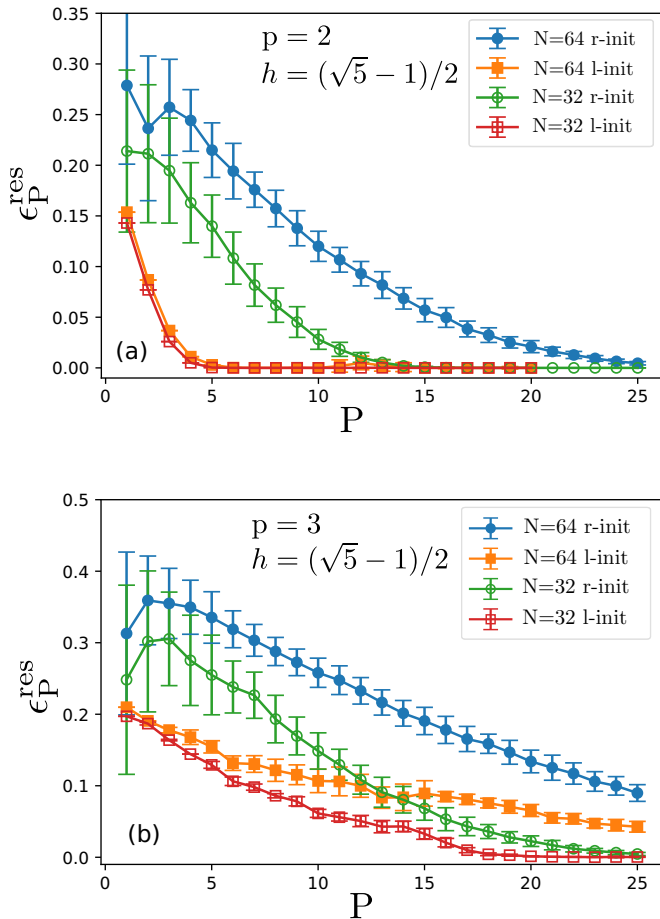 0.35
0.30
0.25
0.20
0.15
0.10
0.05
0.00
ϵ_P^res
p = 2
h = (√5 − 1)/2
N=64 r-init
N=64 l-init
N=32 r-init
N=32 l-init
(a)
0 5 10 15 20 25
P
0.5
0.4
0.3
0.2
0.1
0.0
ϵ_P^res
p = 3
h = (√5 − 1)/2
N=64 r-init
N=64 l-init
N=32 r-init
N=32 l-init
(b)
0 5 10 15 20 25
P